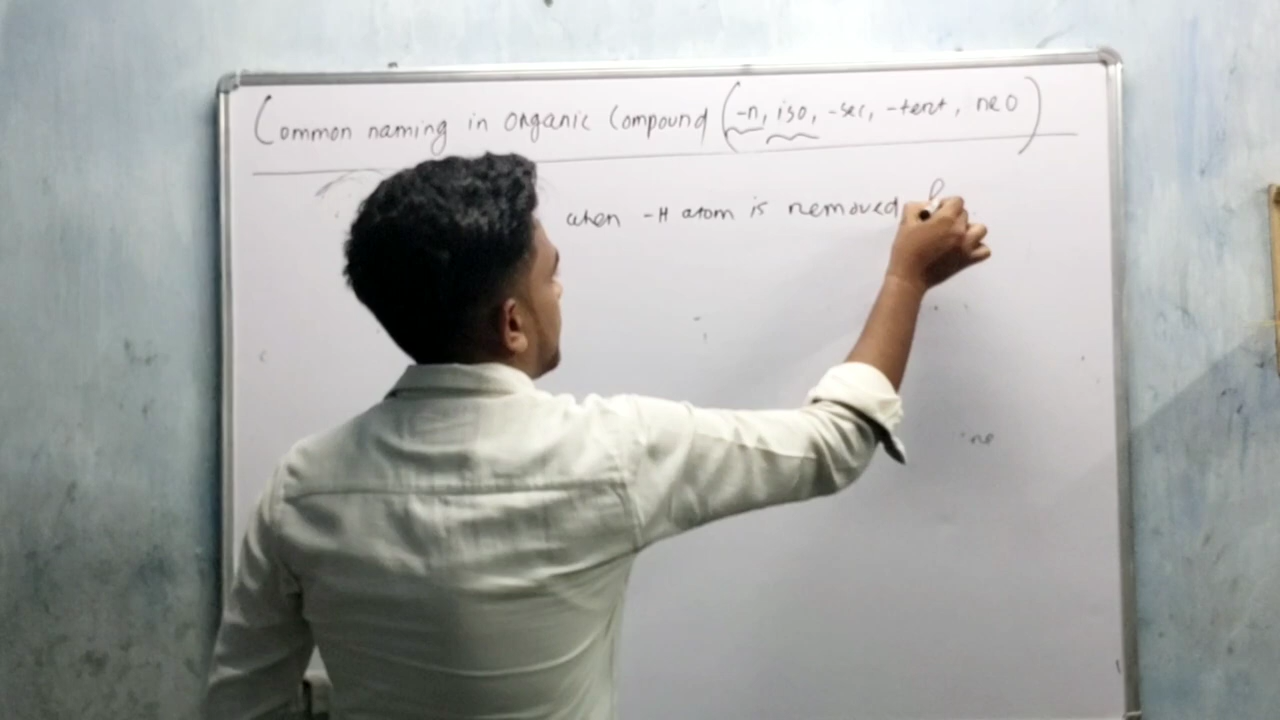 Common naming in organic Compound (-n, iso, -sec, -tert, neo)
when -H atom is removed